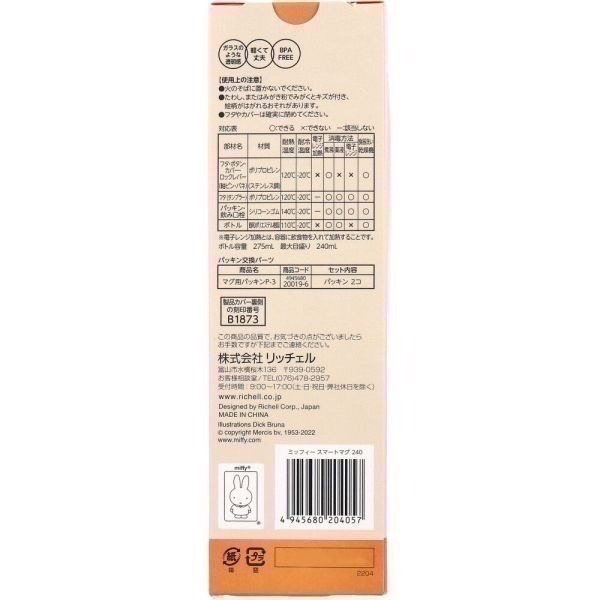 ガラスの
ような
透明感
軽くて
丈夫
BPA
FREE
【使用上の注意】
●火のそばに置かないでください。
●たわし、またはみがき粉でみがくとキズが付き、
絵柄がはがれるおそれがあります。
●フタやカバーは確実に閉めてください。
対応表 ○:できる ×:できない −:該当しない
部材名 材質 耐熱温度 耐冷温度 電子レンジ加熱 消毒方法 煮沸 薬液 電子レンジ 食器洗い乾燥機
フタ・ボタン・
カバー・
ロックレバー
(軸ピン・バネ) ポリプロピレン (ステンレス鋼) 120℃ -20℃ × ○ × ×
フタ(タンブラー) ポリプロピレン 120℃ -20℃ − ○ ○ ○ ○
パッキン・
飲み口栓 シリコーンゴム 140℃ -20℃ − ○ ○ ○ ○
ボトル 110℃ -20℃ × ○ ○ × ×
※電子レンジ加熱とは、容器に飲食物を入れて加熱することです。
ボトル容量 275mL 最大目盛り 240mL
パッキン交換パーツ
商品名 商品コード セット内容
マグ用パッキンP-3 4945680 20019-6 パッキン 2コ
製品カバー裏側
の刻印番号
B1873
この商品の品質で、お気づきの点がございましたら
お手数ですが下記までご連絡ください。
株式会社 リッチェル
富山市水橋桜木136 〒939-0592
お客様相談室/TEL(076)478-2957
受付時間:9:00〜17:00(土・日・祝日・弊社休日を除く)
www.richell.co.jp
Designed by Richell Corp., Japan
MADE IN CHINA
Illustrations Dick Bruna
© copyright Mercis bv, 1953-2022
www.miffy.com
miffy®
ミッフィー スマートマグ 240
4 945680 204057
紙
箱
プラ
窓
2204